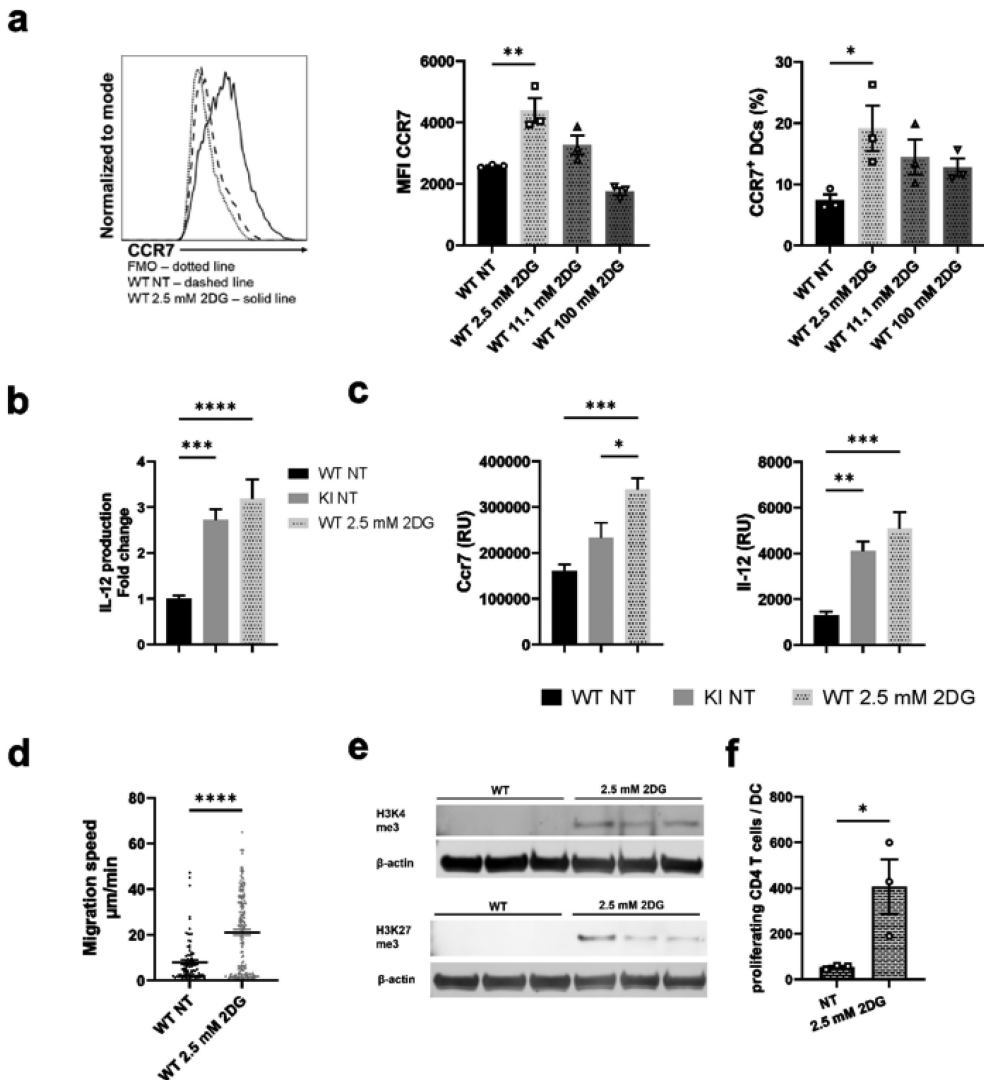 a
Normalized to mode
CCR7
FMO – dotted line
WT NT – dashed line
WT 2.5 mM 2DG – solid line
MFI CCR7
6000
4000
2000
0
**
WT NT
WT 2.5 mM 2DG
WT 11.1 mM 2DG
WT 100 mM 2DG
CCR7+ DCs (%)
30
20
10
0
*
WT NT
WT 2.5 mM 2DG
WT 11.1 mM 2DG
WT 100 mM 2DG
b
IL-12 production
Fold change
4
3
2
1
0
****
***
WT NT
KI NT
WT 2.5 mM 2DG
c
Ccr7 (RU)
400000
300000
200000
100000
0
***
*
Il-12 (RU)
8000
6000
4000
2000
0
***
**
WT NT
KI NT
WT 2.5 mM 2DG
d
Migration speed
µm/min
80
60
40
20
0
****
WT NT
WT 2.5 mM 2DG
e
WT
2.5 mM 2DG
H3K4
me3
β-actin
WT
2.5 mM 2DG
H3K27
me3
β-actin
f
proliferating CD4 T cells / DC
800
600
400
200
0
*
NT
2.5 mM 2DG